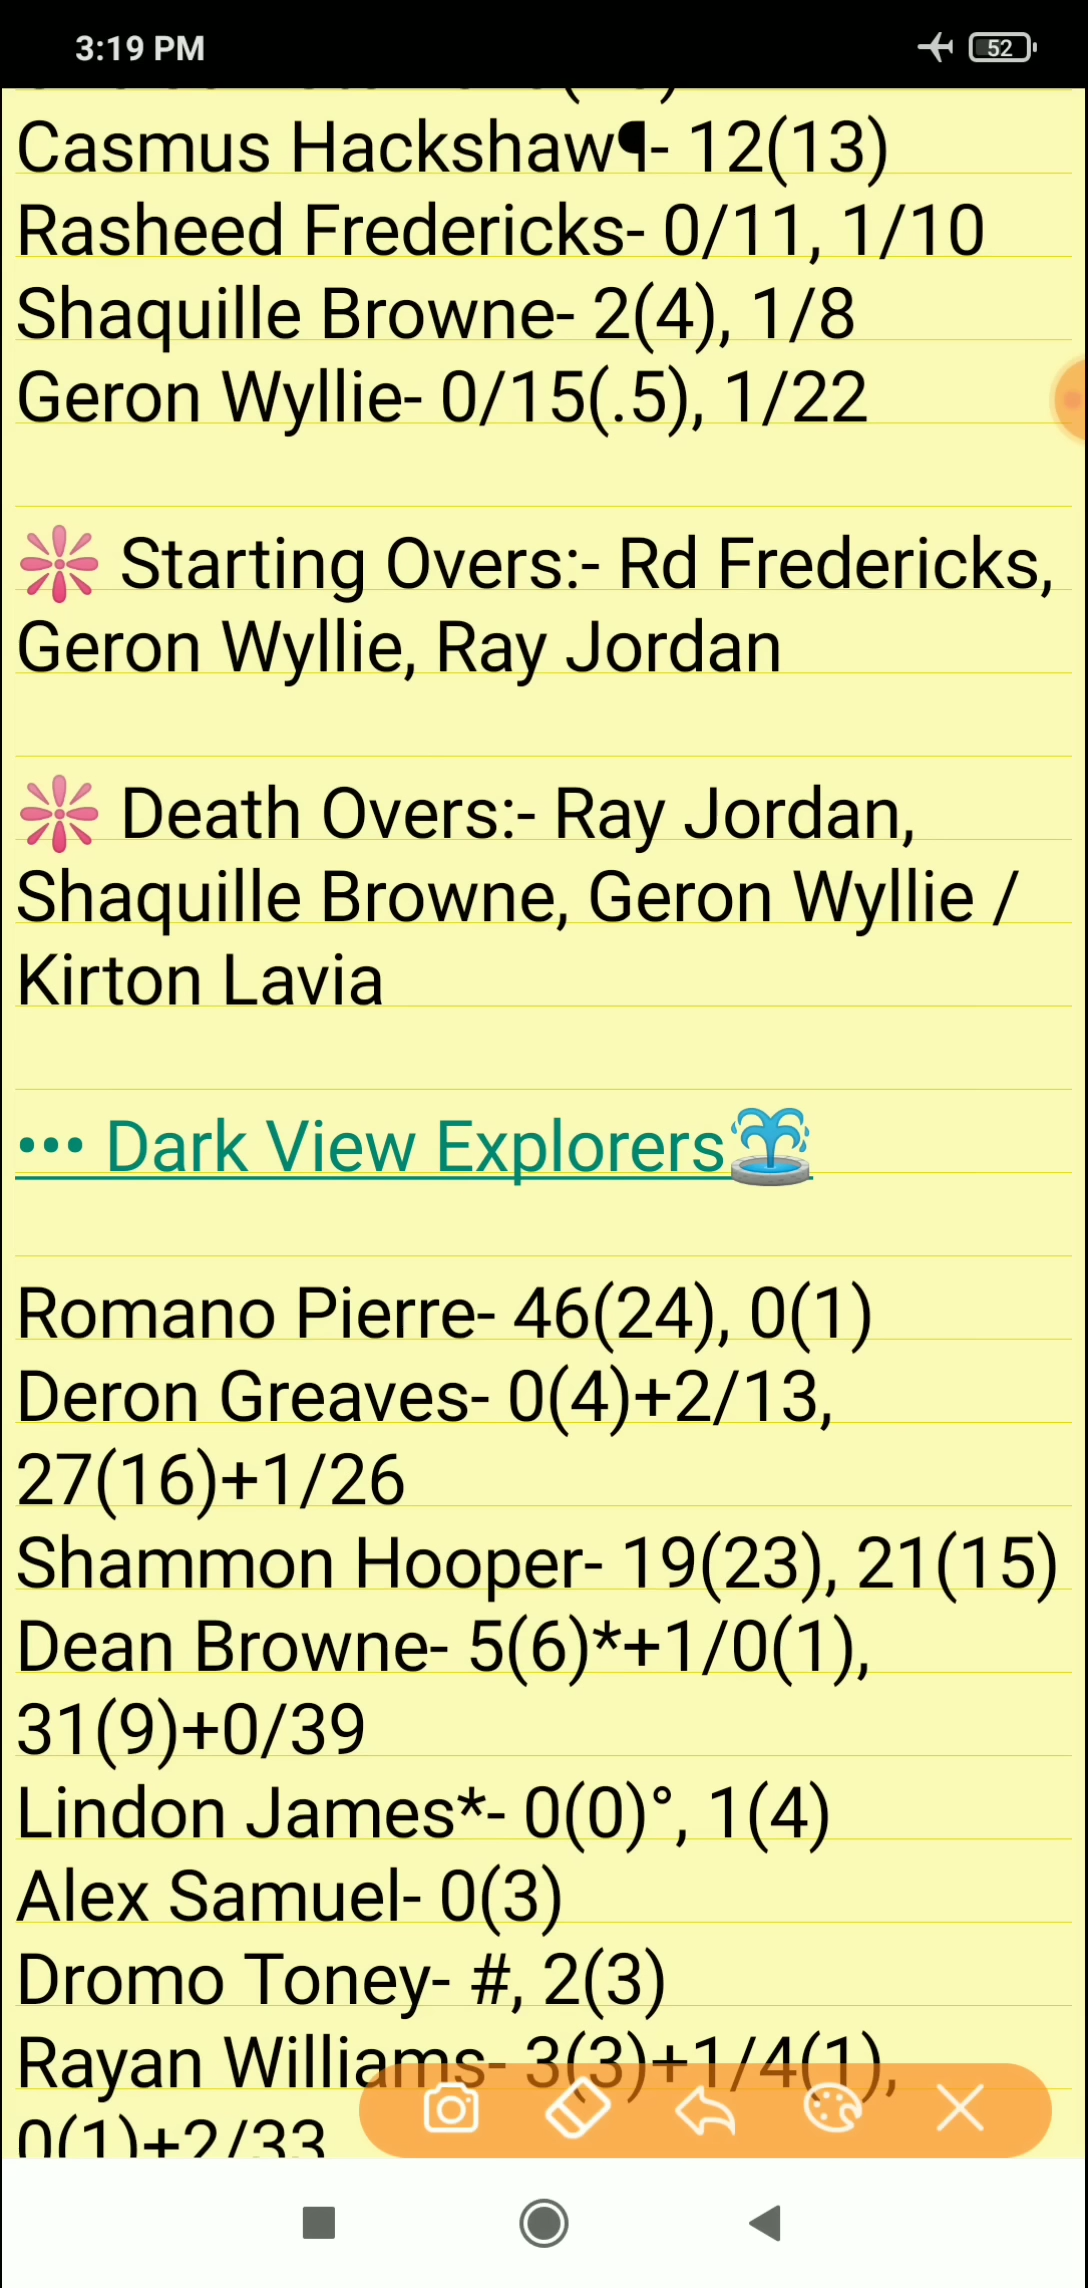 3:19 PM
52
Casmus Hackshaw¶- 12(13)
Rasheed Fredericks- 0/11, 1/10
Shaquille Browne- 2(4), 1/8
Geron Wyllie- 0/15(.5), 1/22
Starting Overs:- Rd Fredericks,
Geron Wyllie, Ray Jordan
Death Overs:- Ray Jordan,
Shaquille Browne, Geron Wyllie /
Kirton Lavia
••• Dark View Explorers
Romano Pierre- 46(24), 0(1)
Deron Greaves- 0(4)+2/13,
27(16)+1/26
Shammon Hooper- 19(23), 21(15)
Dean Browne- 5(6)*+1/0(1),
31(9)+0/39
Lindon James*- 0(0)°, 1(4)
Alex Samuel- 0(3)
Dromo Toney- #, 2(3)
Rayan Williams- 3(3)+1/4(1),
0(1)+2/33